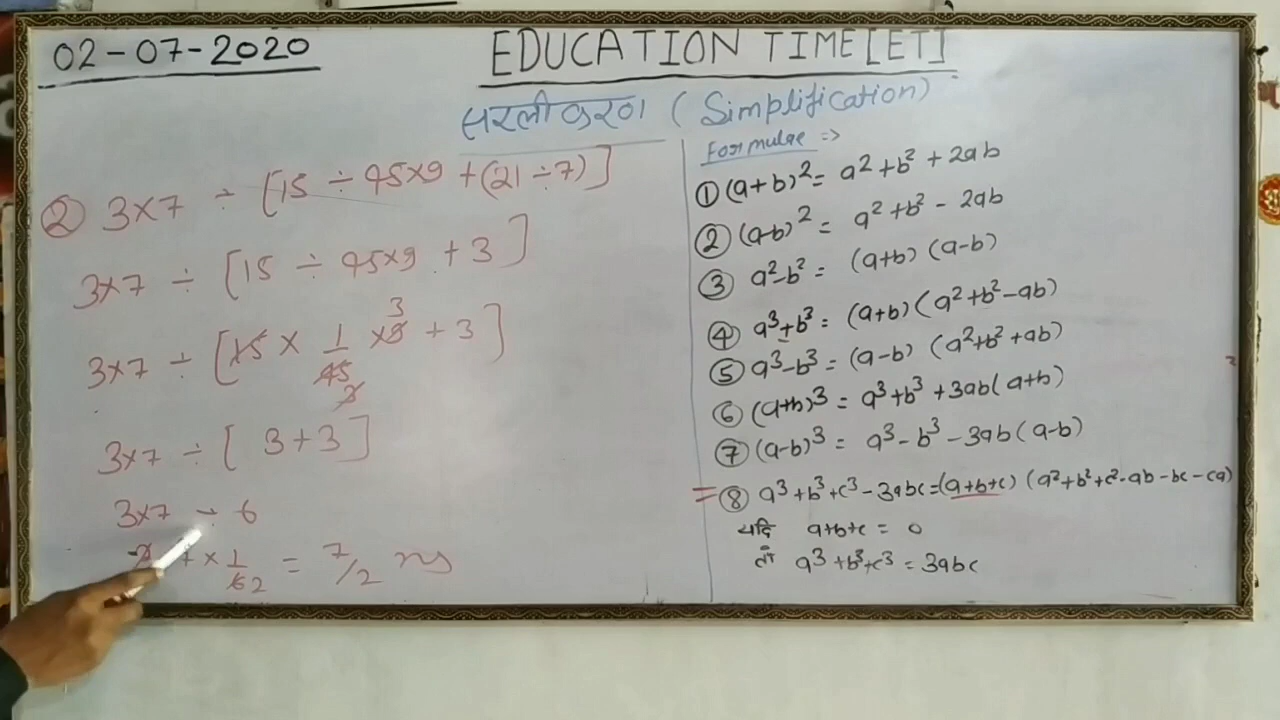 02-07-2020
EDUCATION TIME[ET]
सरलीकरण (Simplification)
② 3×7 ÷ [15 ÷ 45×9 +(21÷7)]
3×7 ÷ [15 ÷ 45×9 + 3]
3×7 ÷ [15 × 1/45 3 ×9 3 + 3]
3×7 ÷ [ 3+3]
3×7 ÷ 6
7 × 1/6 2 = 7/2
Formulae ⇒
① (a+b)² = a²+b²+2ab
② (a-b)² = a²+b²-2ab
③ a²-b² = (a+b) (a-b)
④ a³+b³ = (a+b) (a²+b²-ab)
⑤ a³-b³ = (a-b) (a²+b²+ab)
⑥ (a+b)³ = a³+b³+3ab(a+b)
⑦ (a-b)³ = a³-b³-3ab(a-b)
= ⑧ a³+b³+c³-3abc=(a+b+c) (a²+b²+c²-ab-bc-ca)
यदि a+b+c = 0
तो a³+b³+c³ = 3abc